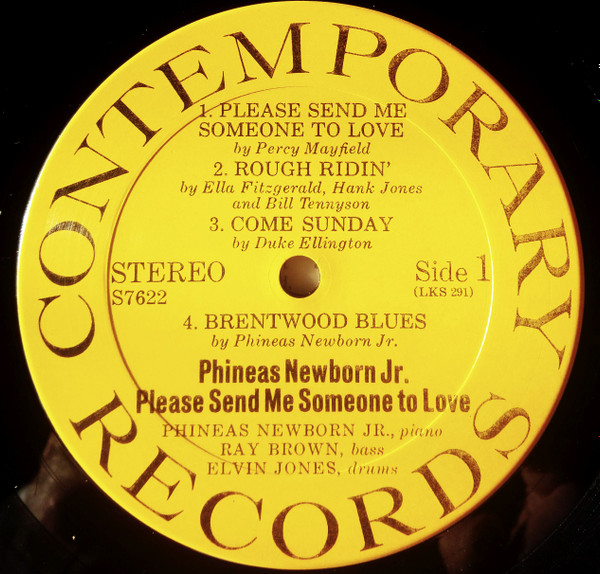 CONTEMPORARY RECORDS
1. PLEASE SEND ME
SOMEONE TO LOVE
by Percy Mayfield
2. ROUGH RIDIN'
by Ella Fitzgerald, Hank Jones
and Bill Tennyson
3. COME SUNDAY
by Duke Ellington
STEREO
S7622
Side 1
(LKS 291)
4. BRENTWOOD BLUES
by Phineas Newborn Jr.
Phineas Newborn Jr.
Please Send Me Someone to Love
PHINEAS NEWBORN JR., piano
RAY BROWN, bass
ELVIN JONES, drums